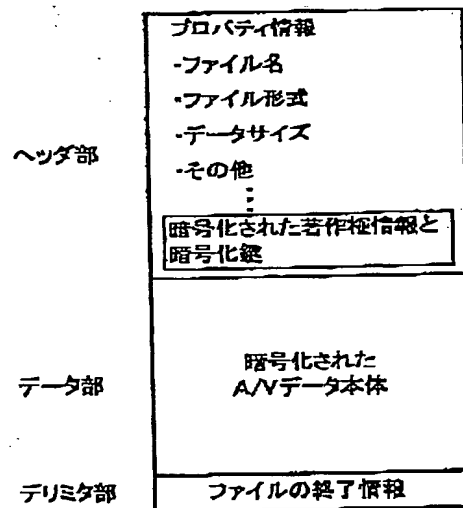 プロパティ情報
・ファイル名
・ファイル形式
・データサイズ
・その他
ヘッダ部
暗号化された著作権情報と
暗号化鍵
暗号化された
A/Vデータ本体
データ部
デリミタ部
ファイルの終了情報